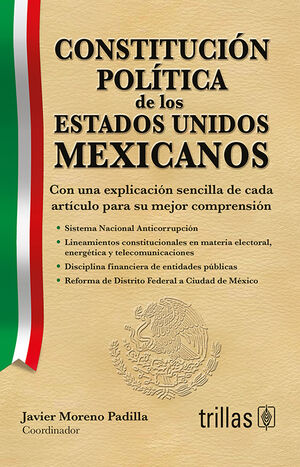 CONSTITUCIÓN
POLÍTICA
de los
ESTADOS UNIDOS
MEXICANOS
Con una explicación sencilla de cada
artículo para su mejor comprensión
• Sistema Nacional Anticorrupción
• Lineamientos constitucionales en materia electoral,
energética y telecomunicaciones
• Disciplina financiera de entidades públicas
• Reforma de Distrito Federal a Ciudad de México
Javier Moreno Padilla
Coordinador
trillas